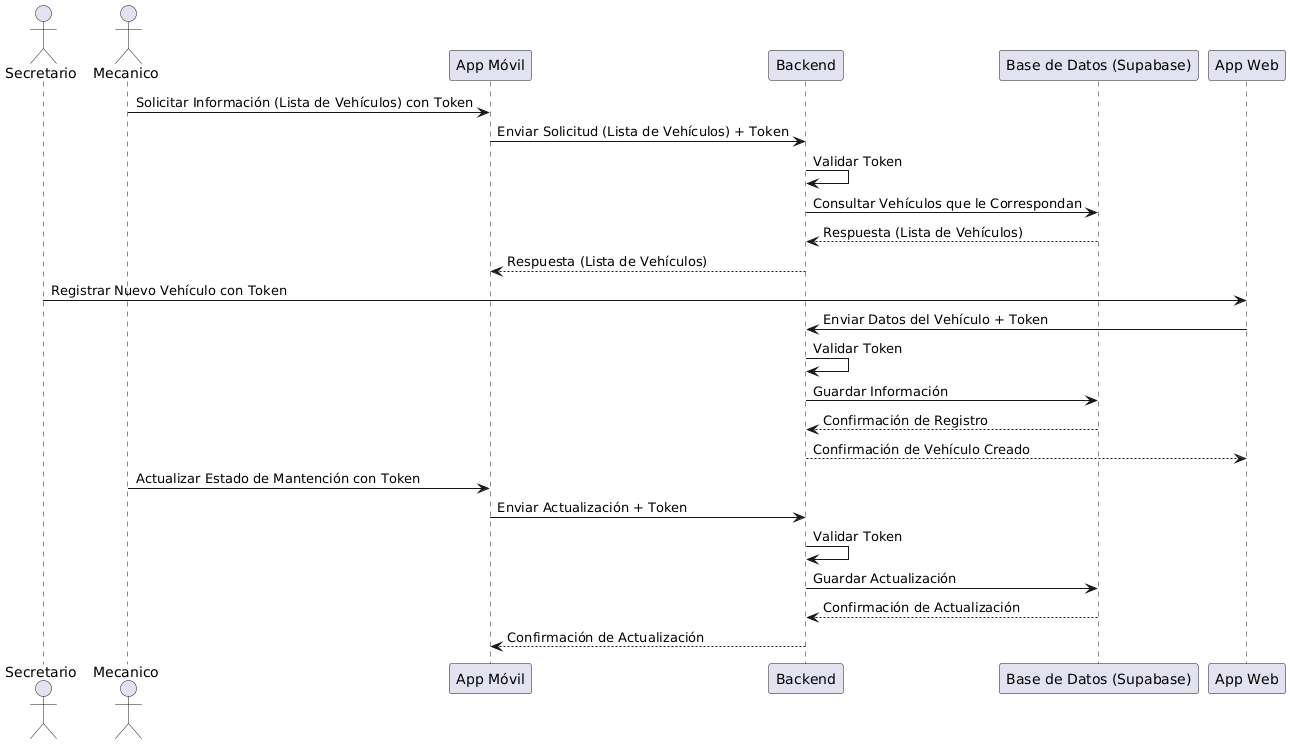 Secretario
Mecanico
App Móvil
Backend
Base de Datos (Supabase)
App Web
Solicitar Información (Lista de Vehículos) con Token
Enviar Solicitud (Lista de Vehículos) + Token
Validar Token
Consultar Vehículos que le Correspondan
Respuesta (Lista de Vehículos)
Respuesta (Lista de Vehículos)
Registrar Nuevo Vehículo con Token
Enviar Datos del Vehículo + Token
Validar Token
Guardar Información
Confirmación de Registro
Confirmación de Vehículo Creado
Actualizar Estado de Mantención con Token
Enviar Actualización + Token
Validar Token
Guardar Actualización
Confirmación de Actualización
Confirmación de Actualización
Secretario
Mecanico
App Móvil
Backend
Base de Datos (Supabase)
App Web